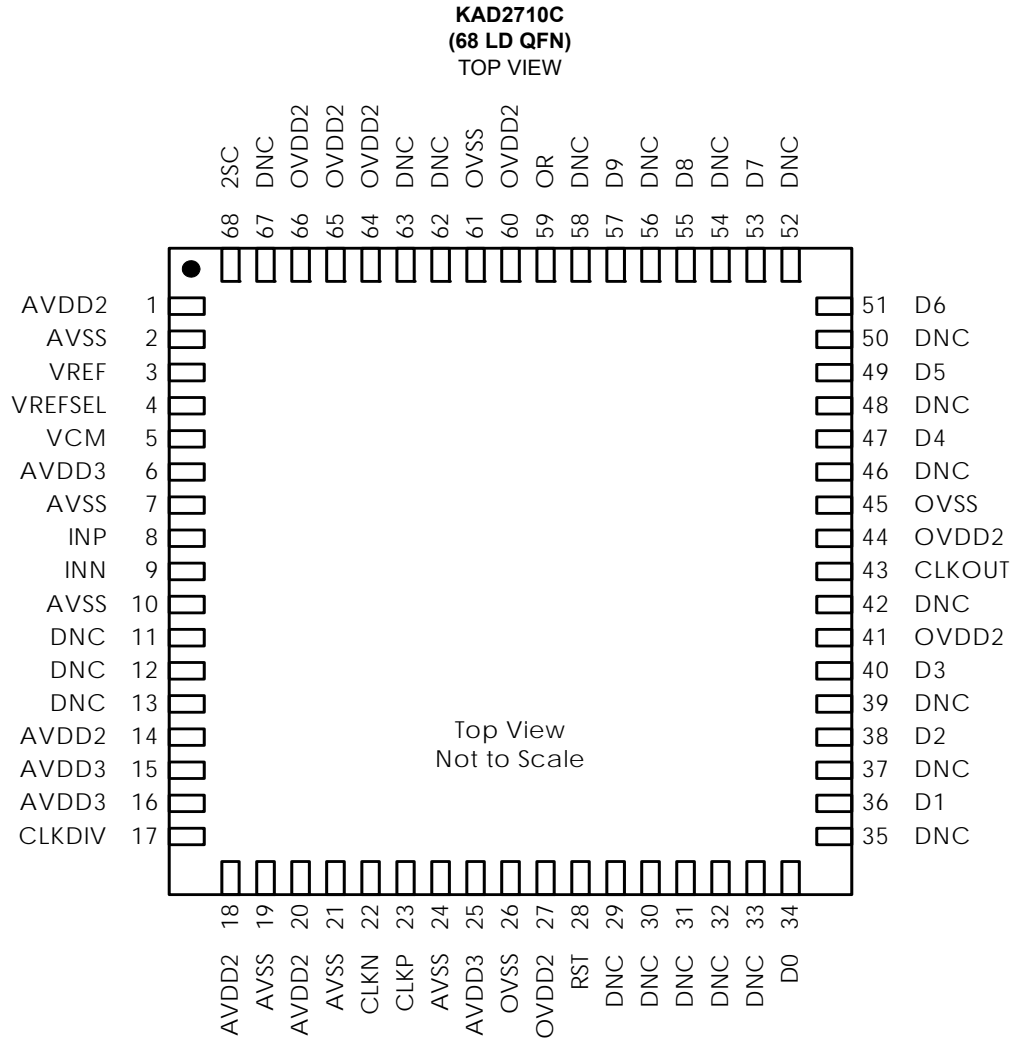 KAD2710C
(68 LD QFN)
TOP VIEW
2SC
DNC
OVDD2
OVDD2
OVDD2
DNC
DNC
OVSS
OVDD2
OR
DNC
D9
DNC
D8
DNC
D7
DNC
68
67
66
65
64
63
62
61
60
59
58
57
56
55
54
53
52
AVDD2 1
AVSS 2
VREF 3
VREFSEL 4
VCM 5
AVDD3 6
AVSS 7
INP 8
INN 9
AVSS 10
DNC 11
DNC 12
DNC 13
AVDD2 14
AVDD3 15
AVDD3 16
CLKDIV 17
51 D6
50 DNC
49 D5
48 DNC
47 D4
46 DNC
45 OVSS
44 OVDD2
43 CLKOUT
42 DNC
41 OVDD2
40 D3
39 DNC
38 D2
37 DNC
36 D1
35 DNC
Top View
Not to Scale
18
19
20
21
22
23
24
25
26
27
28
29
30
31
32
33
34
AVDD2
AVSS
AVDD2
AVSS
CLKN
CLKP
AVSS
AVDD3
OVSS
OVDD2
RST
DNC
DNC
DNC
DNC
DNC
D0